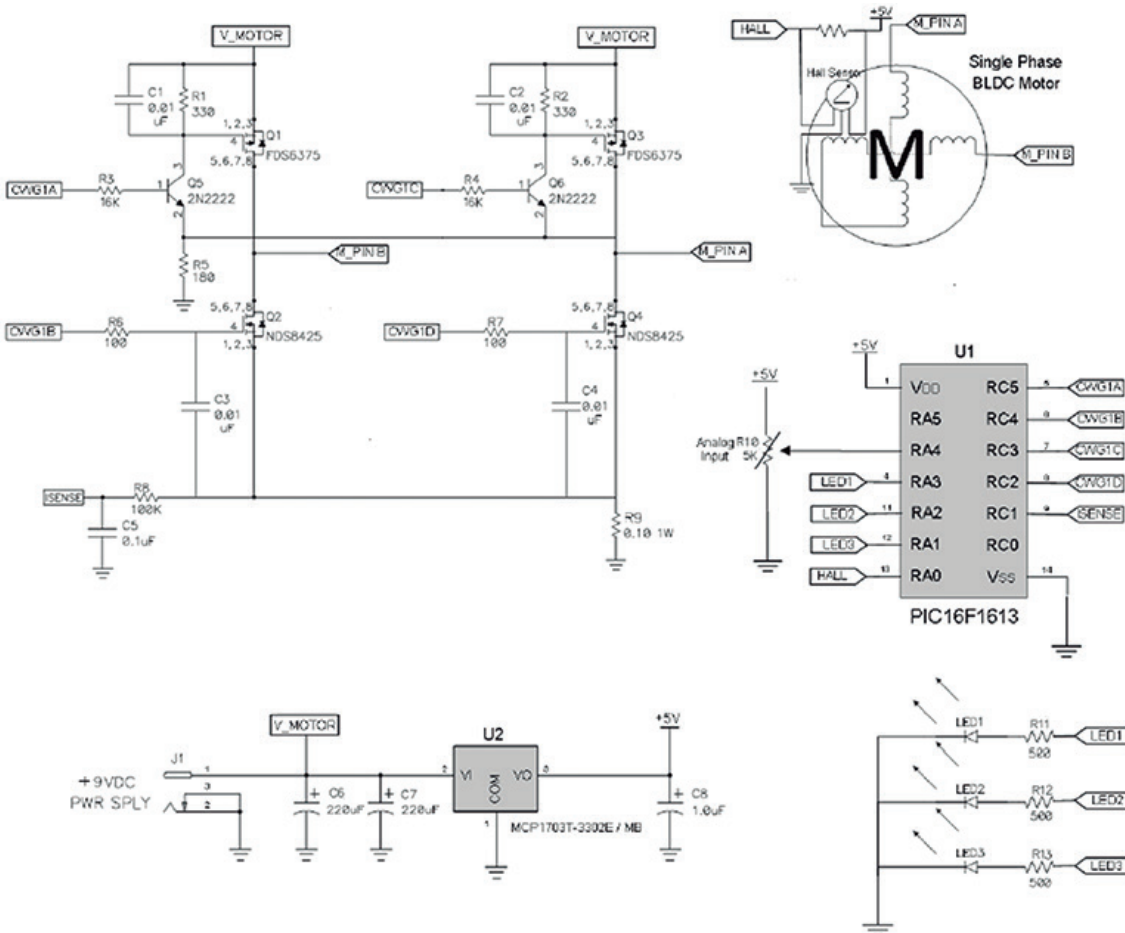 V_MOTOR
C1
0.01
uF
R1
330
1,2,3
4
Q1
5,6,7,8
FDS6375
3
CWG1A
R3
16K
1
Q5
2N2222
2
R5
180
M_PIN B
5,6,7,8
Q2
4
NDS8425
1,2,3
CWG1B
R6
100
C3
0.01
uF
V_MOTOR
C2
0.01
uF
R2
330
1,2,3
4
Q3
5,6,7,8
FDS6375
3
CWG1C
R4
16K
1
Q6
2N2222
2
M_PIN A
5,6,7,8
Q4
4
NDS8425
1,2,3
CWG1D
R7
100
C4
0.01
uF
ISENSE
R8
100K
C5
0.1uF
R9
0.10 1W
HALL
+5V
M_PIN A
Hall Sensor
Single Phase
BLDC Motor
M
M_PIN B
+5V
U1
+5V
Analog
Input
R10
5K
1
VDD
RC5
5
CWG1A
RA5
RC4
6
CWG1B
RA4
RC3
7
CWG1C
LED1
4
RA3
RC2
8
CWG1D
LED2
11
RA2
RC1
9
ISENSE
LED3
12
RA1
RC0
HALL
13
RA0
VSS
14
PIC16F1613
V_MOTOR
J1
+9VDC
PWR SPLY
1
3
2
+
C6
220uF
+
C7
220uF
U2
2
VI
VO
COM
1
MCP1703T-3302E / MB
+5V
+
C8
1.0uF
LED1
R11
500
LED1
LED2
R12
500
LED2
LED3
R13
500
LED3